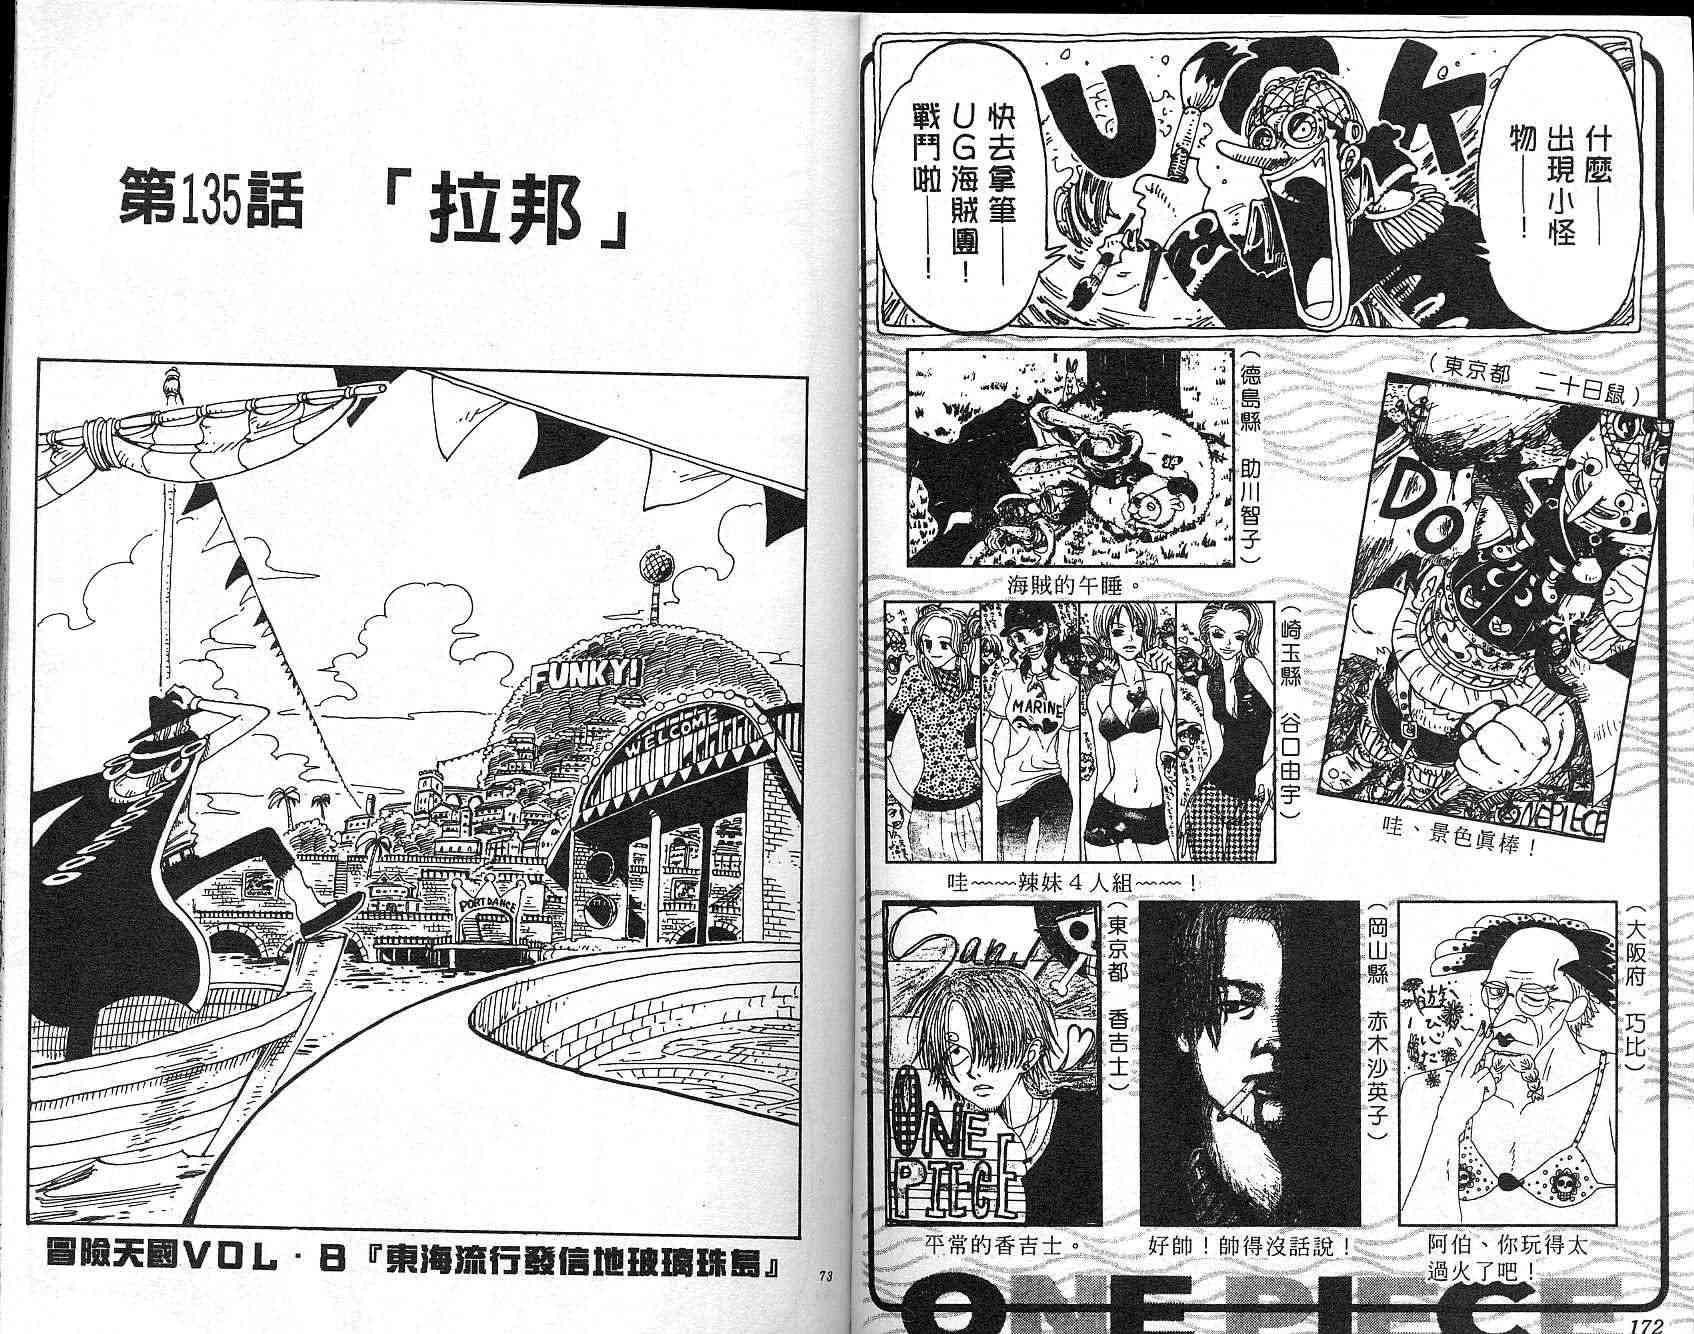 什麼——
出現小怪
物——！
快去拿筆——
ＵＧ海賊團！
戰鬥啦——！
UGK
（東京都　二十日鼠）
DO
ONE PIECE
哇、景色真棒！
（德島縣　助川智子）
海賊的午睡。
（崎玉縣　谷口由宇）
MARINE
哇~~~辣妹４人組~~~！
（大阪府　巧比）
阿伯、你玩得太
過火了吧！
（岡山縣　赤木沙英子）
好帥！帥得沒話說！
（東京都　香吉士）
ONE
PIECE
平常的香吉士。
ONE PIECE
172
第135話　「拉邦」
FUNKY!
WELCOME
PORT DANCE
冒險天國ＶＯＬ．８『東海流行發信地玻璃珠島』
73